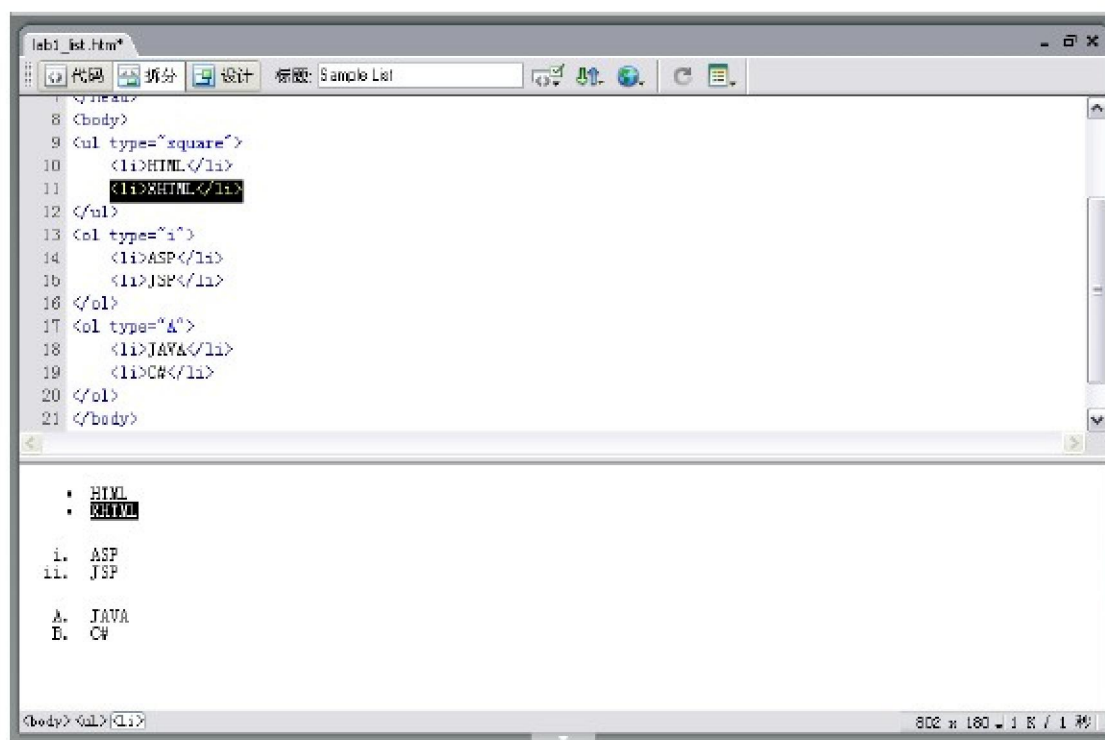 lab1_list.htm*
代码 拆分 设计 标题: Sample List
7 </head>
8 <body>
9 <ul type="square">
10 <li>HTML</li>
11 <li>XHTML</li>
12 </ul>
13 <ol type="i">
14 <li>ASP</li>
15 <li>JSP</li>
16 </ol>
17 <ol type="A">
18 <li>JAVA</li>
19 <li>C#</li>
20 </ol>
21 </body>
▪ HTML
▪ XHTML
i. ASP
ii. JSP
A. JAVA
B. C#
<body> <ul> <li> 802 x 180 1 K / 1 秒